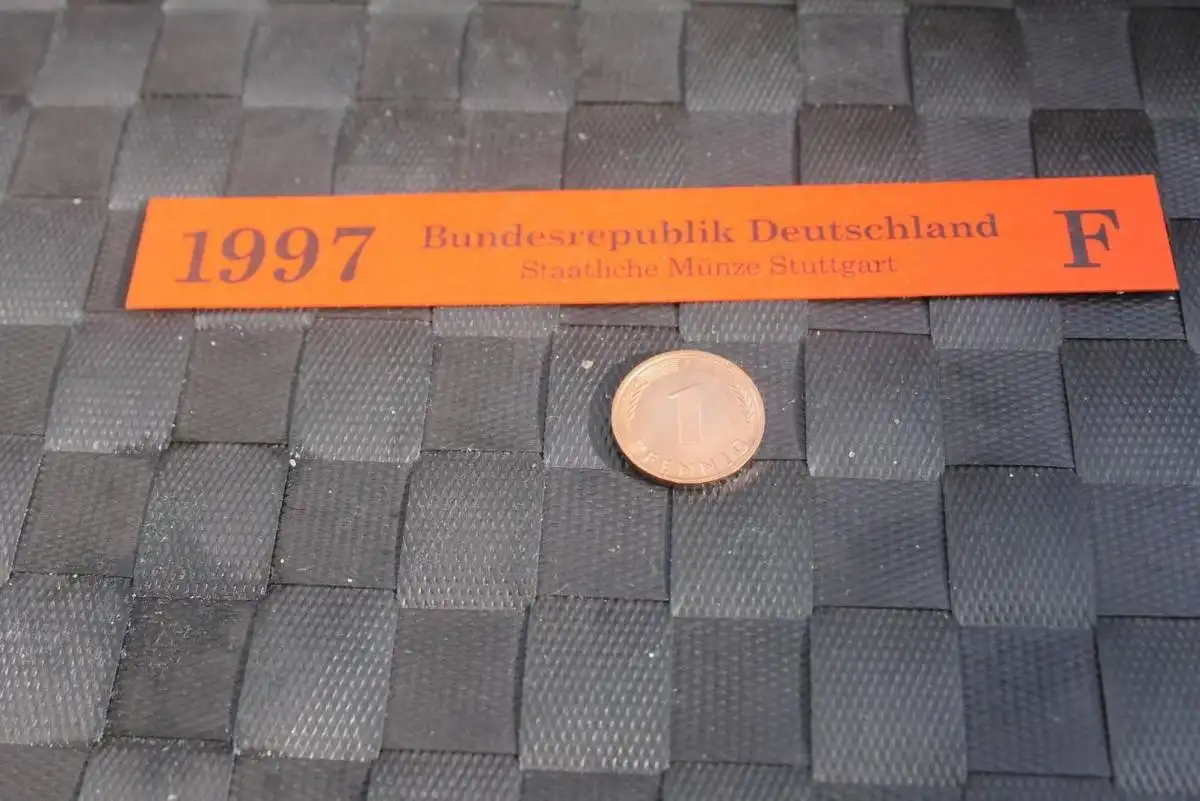 1997
Bundesrepublik Deutschland
Staatliche Münze Stuttgart
F
1
PFENNIG